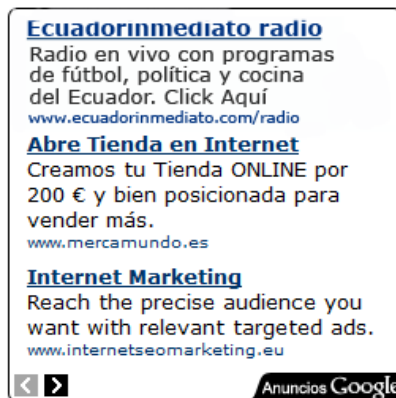 Ecuadorinmediato radio
Radio en vivo con programas
de fútbol, política y cocina
del Ecuador. Click Aquí
www.ecuadorinmediato.com/radio
Abre Tienda en Internet
Creamos tu Tienda ONLINE por
200 € y bien posicionada para
vender más.
www.mercamundo.es
Internet Marketing
Reach the precise audience you
want with relevant targeted ads.
www.internetseomarketing.eu
Anuncios Google